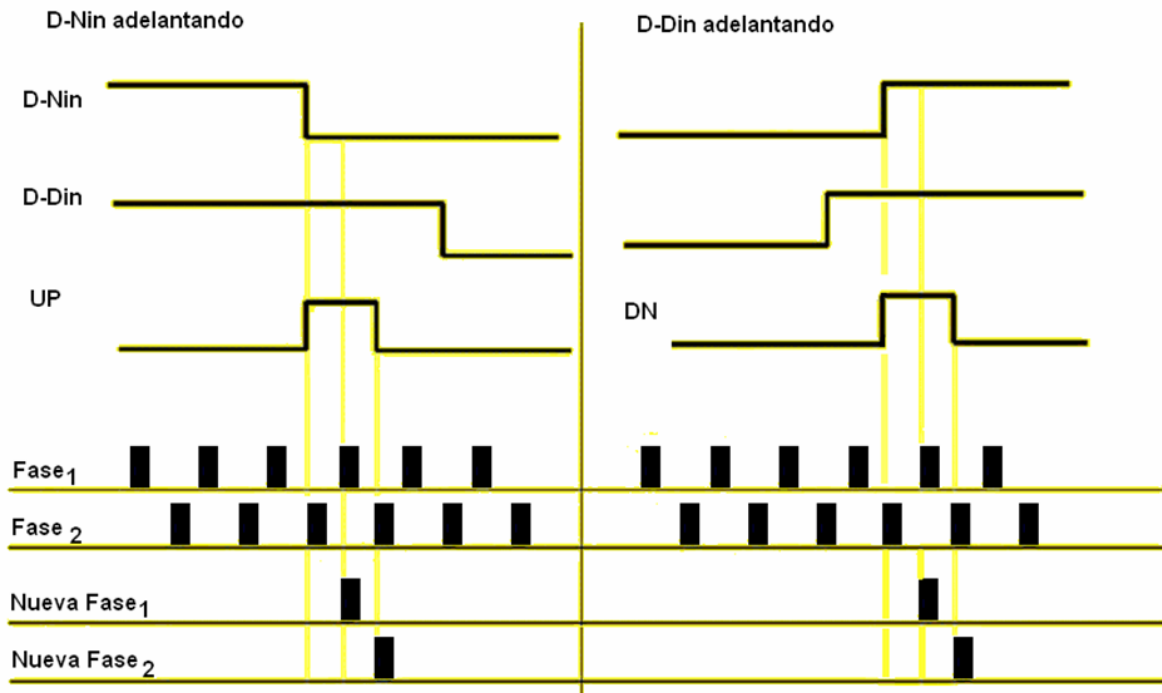 D-Nin adelantando
D-Din adelantando
D-Nin
D-Din
UP
DN
Fase1
Fase 2
Nueva Fase1
Nueva Fase2